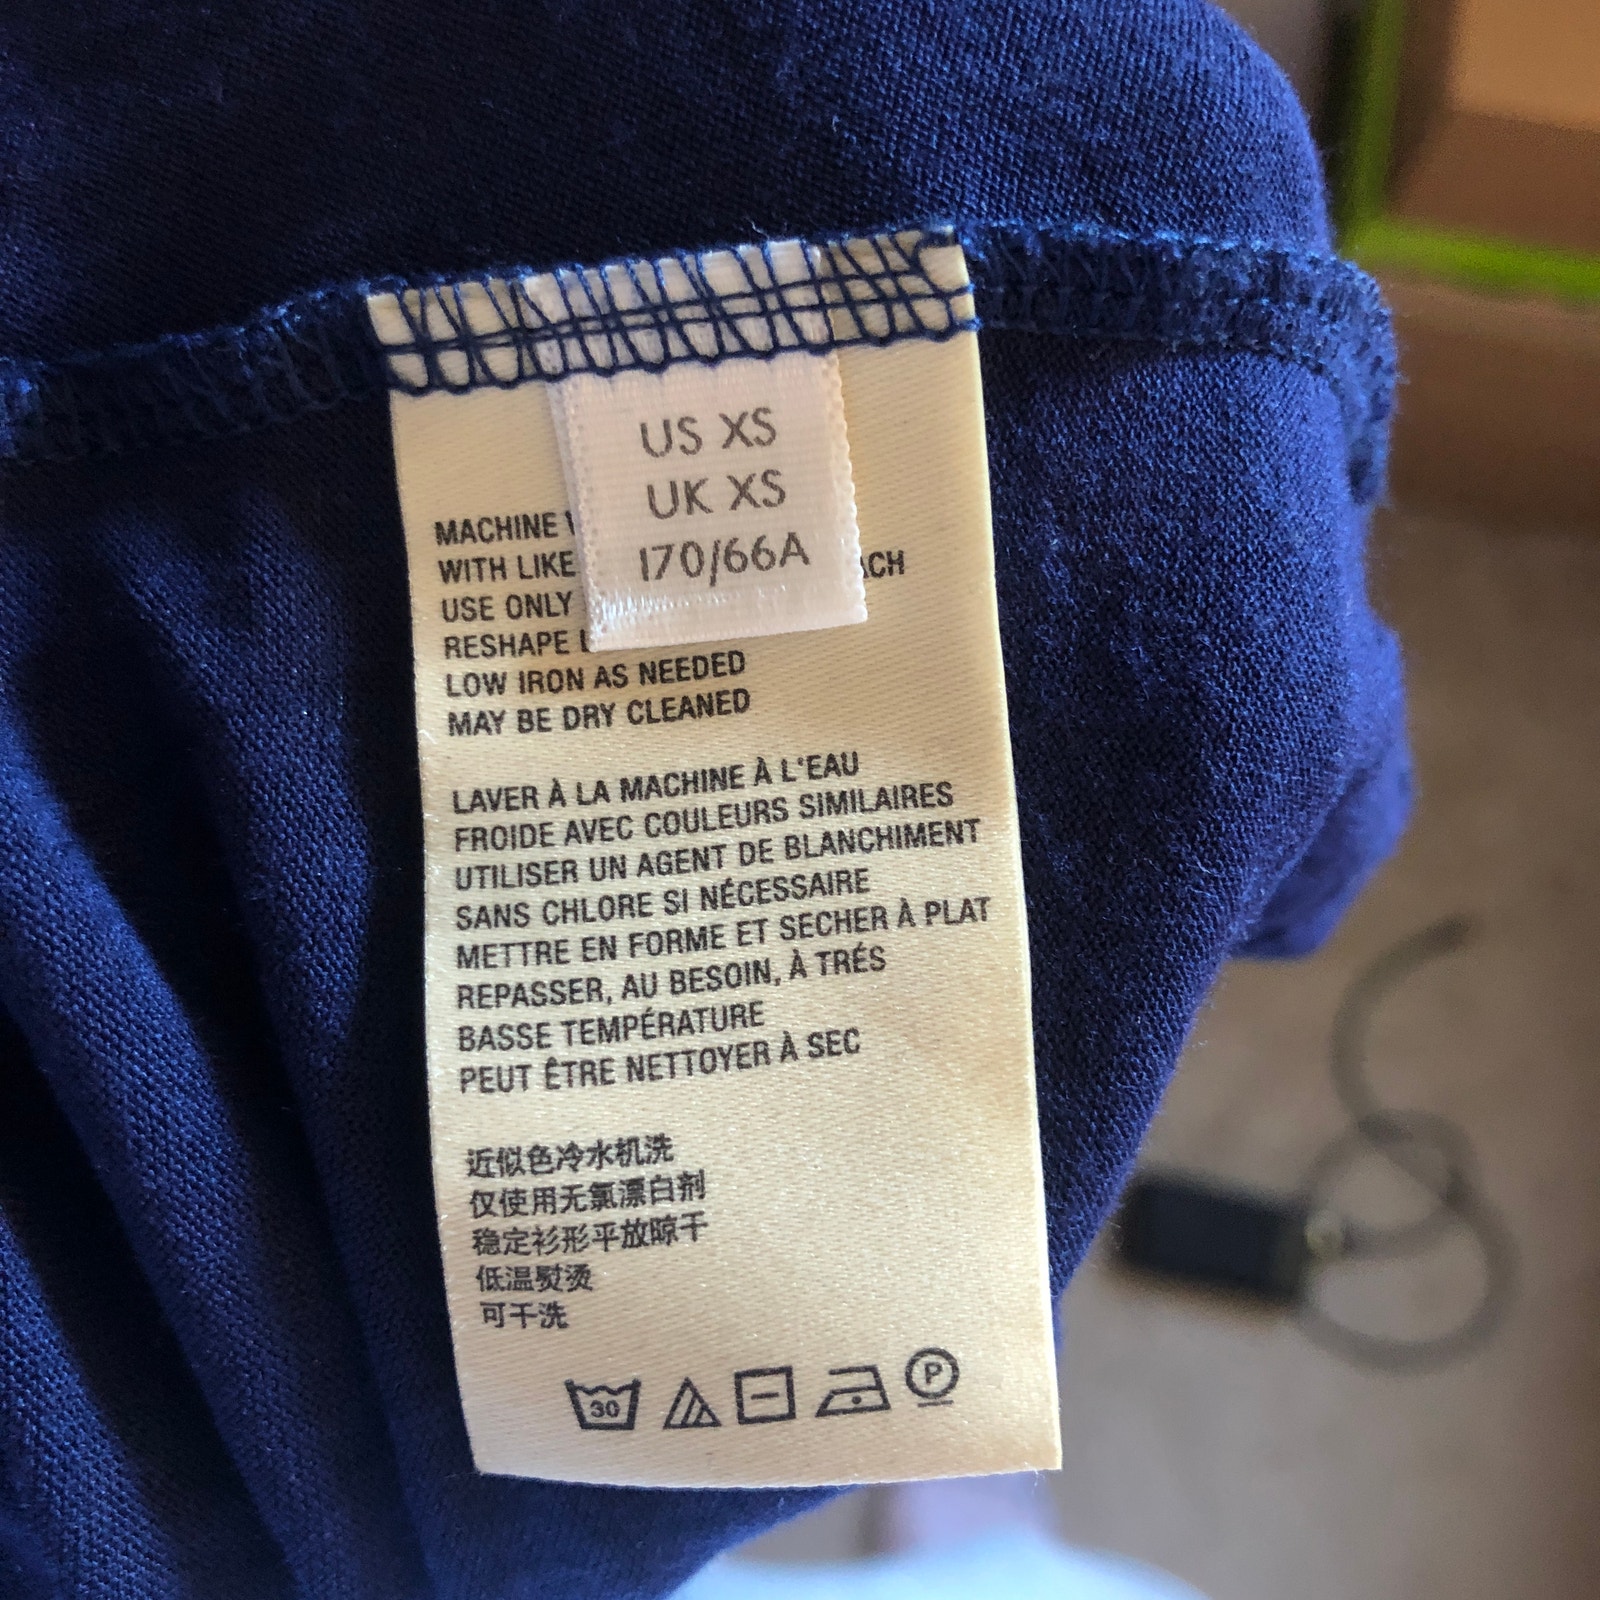 US XS
UK XS
170/66A
MACHINE
WITH LIKE
USE ONLY
RESHAPE
LOW IRON AS NEEDED
MAY BE DRY CLEANED
LAVER À LA MACHINE À L'EAU
FROIDE AVEC COULEURS SIMILAIRES
UTILISER UN AGENT DE BLANCHIMENT
SANS CHLORE SI NÉCESSAIRE
METTRE EN FORME ET SECHER À PLAT
REPASSER, AU BESOIN, À TRÉS
BASSE TEMPÉRATURE
PEUT ÊTRE NETTOYER À SEC
近似色冷水机洗
仅使用无氯漂白剂
稳定衫形平放晾干
低温熨烫
可干洗
30
P